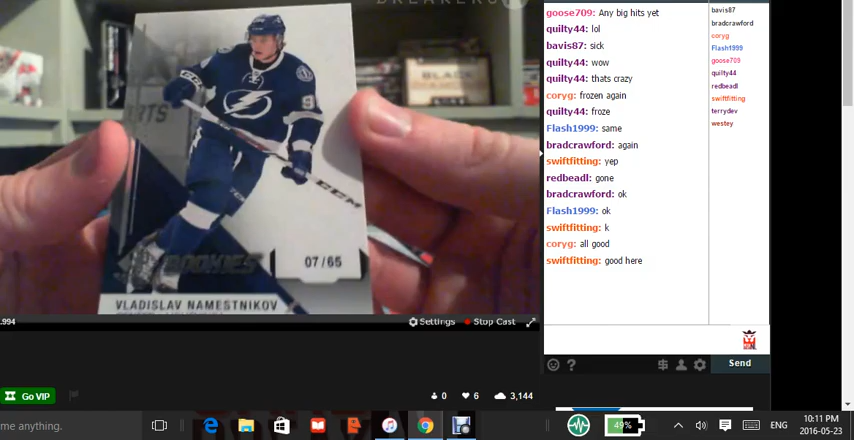 BREAKERS
BLACK
ROOKIES
07/65
VLADISLAV NAMESTNIKOV
.994
Settings
Stop Cast
Go VIP
0
6
3,144
goose709: Any big hits yet
quilty44: lol
bavis87: sick
quilty44: wow
quilty44: thats crazy
coryg: frozen again
quilty44: froze
Flash1999: same
bradcrawford: again
swiftfitting: yep
redbeadl: gone
bradcrawford: ok
Flash1999: ok
swiftfitting: k
coryg: all good
swiftfitting: good here
Send
bavis87
bradcrawford
coryg
Flash1999
goose709
quilty44
redbeadl
swiftfitting
terrydev
westey
me anything.
49%
ENG
10:11 PM
2016-05-23